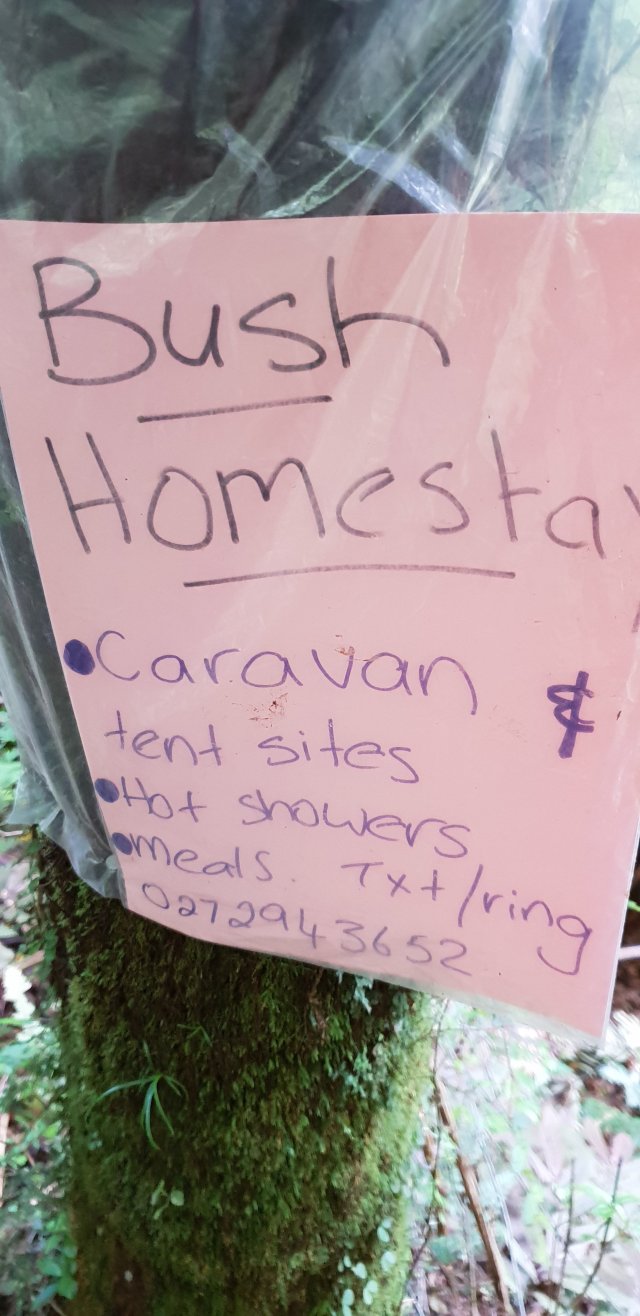 Bush
Homestay
•Caravan &
tent sites
•Hot showers
•meals. Txt/ring
0272943652